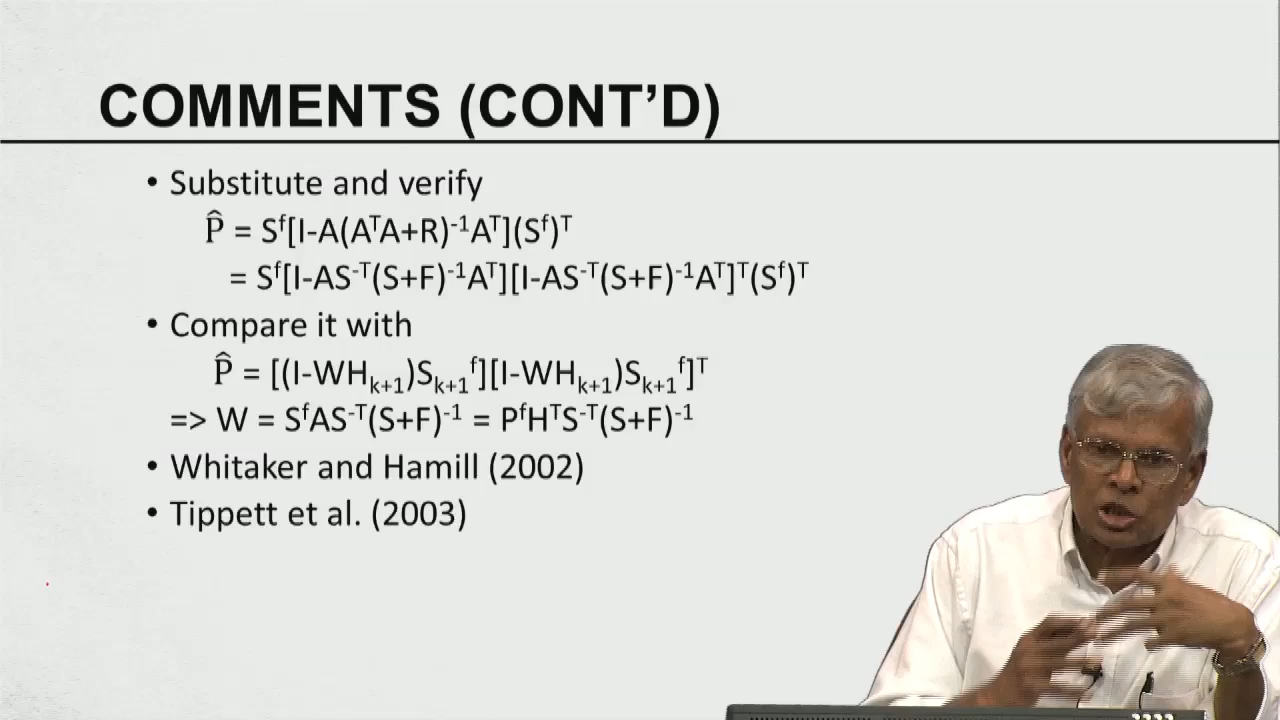 COMMENTS (CONT’D)
• Substitute and verify
P̂ = Sᶠ[I-A(AᵀA+R)⁻¹Aᵀ](Sᶠ)ᵀ
= Sᶠ[I-AS⁻ᵀ(S+F)⁻¹Aᵀ][I-AS⁻ᵀ(S+F)⁻¹Aᵀ]ᵀ(Sᶠ)ᵀ
• Compare it with
P̂ = [(I-WHₖ₊₁)Sₖ₊₁ᶠ][I-WHₖ₊₁)Sₖ₊₁ᶠ]ᵀ
=> W = SᶠAS⁻ᵀ(S+F)⁻¹ = PᶠHᵀS⁻ᵀ(S+F)⁻¹
• Whitaker and Hamill (2002)
• Tippett et al. (2003)